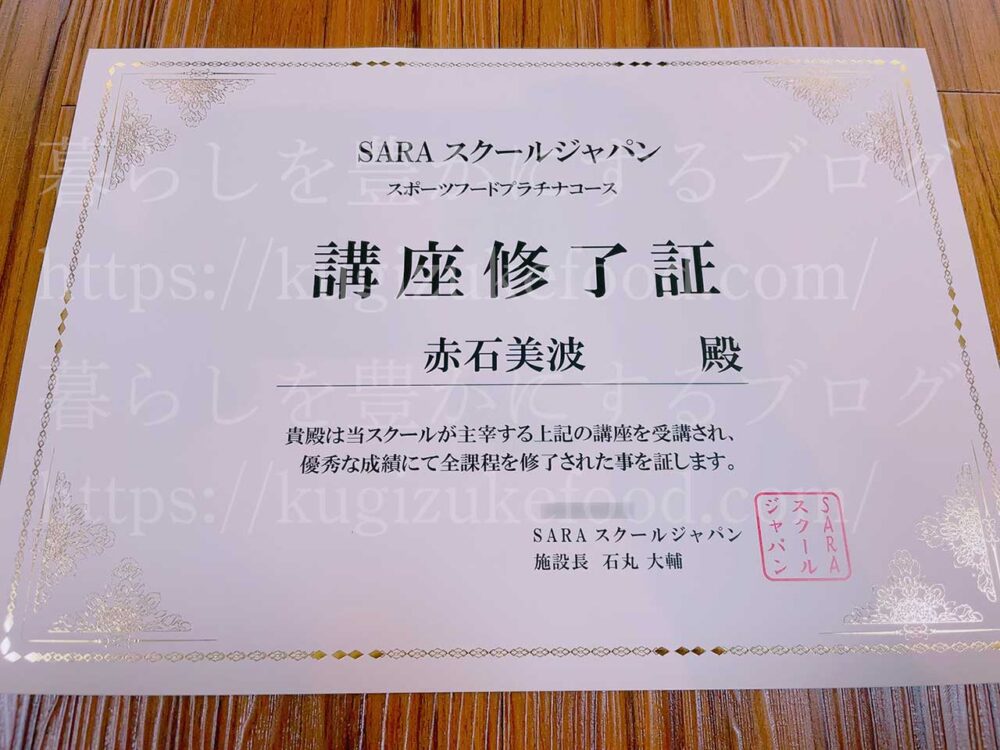 SARA スクールジャパン
スポーツフードプラチナコース
講座修了証
赤石美波 殿
貴殿は当スクールが主宰する上記の講座を受講され、
優秀な成績にて全課程を修了された事を証します。
SARA スクールジャパン
施設長 石丸 大輔
SARA
スクール
ジャパン
暮らしを豊かにするブログ
https://kugizukefood.com/
暮らしを豊かにするブログ
https://kugizukefood.com/